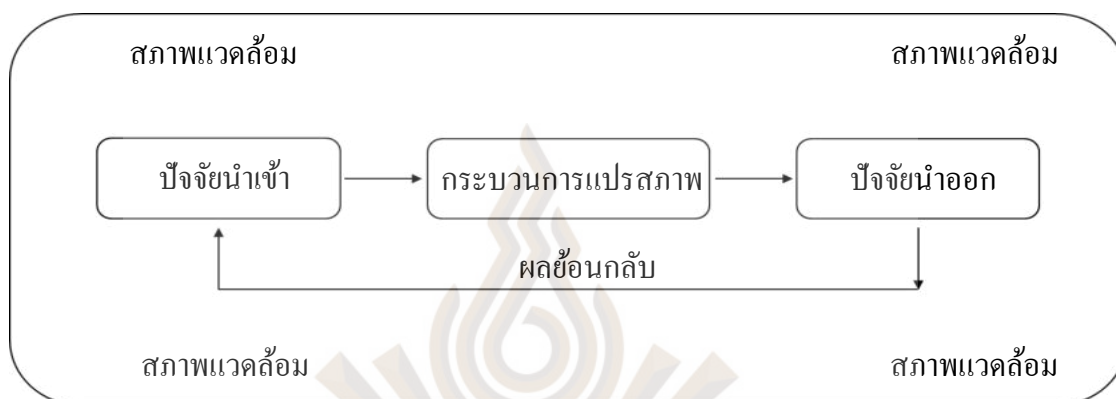 สภาพแวดล้อม สภาพแวดล้อม
ปัจจัยนำเข้า กระบวนการแปรสภาพ ปัจจัยนำออก
ผลย้อนกลับ
สภาพแวดล้อม สภาพแวดล้อม